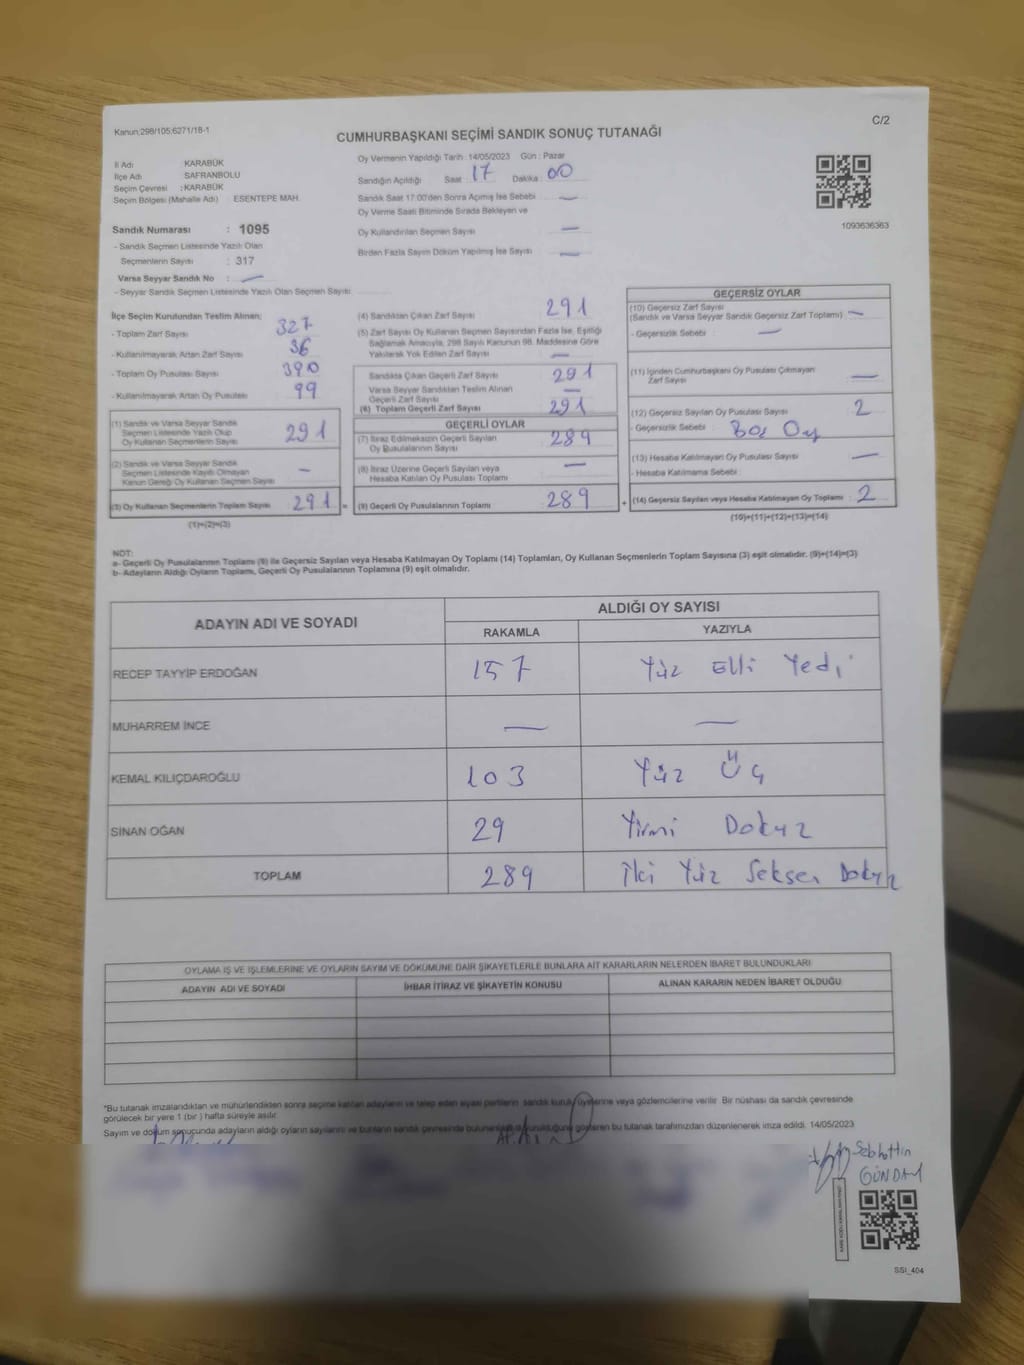 Kanun;298/105;6271/18-1
C/2
CUMHURBAŞKANI SEÇİMİ SANDIK SONUÇ TUTANAĞI
İl Adı KARABÜK
İlçe Adı SAFRANBOLU
Seçim Çevresi : KARABÜK
Seçim Bölgesi (Mahalle Adı) ESENTEPE MAH.
Oy Vermenin Yapıldığı Tarih :14/05/2023 Gün : Pazar
Sandığın Açıldığı Saat : 17 Dakika : 00
Sandık Saat 17:00'den Sonra Açımış İse Sebebi : —
Oy Verme Saati Bitiminde Sırada Bekleyen ve
Oy Kullandırılan Seçmen Sayısı —
Birden Fazla Sayım Döküm Yapılmış İse Sayısı —
1093636363
Sandık Numarası : 1095
- Sandık Seçmen Listesinde Yazılı Olan
Seçmenlerin Sayısı : 317
Varsa Seyyar Sandık No : —
- Seyyar Sandık Seçmen Listesinde Yazılı Olan Seçmen Sayısı:
İlçe Seçim Kurulundan Teslim Alınan;
- Toplam Zarf Sayısı 327
- Kullanılmayarak Artan Zarf Sayısı 36
- Toplam Oy Pusulası Sayısı 390
- Kullanılmayarak Artan Oy Pusulası 99
(1) Sandık ve Varsa Seyyar Sandık
Seçmen Listesinde Yazılı Olup
Oy Kullanan Seçmenlerin Sayısı 291
(2) Sandık ve Varsa Seyyar Sandık
Seçmen Listesinde Kayıtlı Olmayan
Kanun Gereği Oy Kullanan Seçmen Sayısı —
(3) Oy Kullanan Seçmenlerin Toplam Sayısı 291 =
(1)+(2)=(3)
(4) Sandıktan Çıkan Zarf Sayısı 291
(5) Zarf Sayısı Oy Kullanan Seçmen Sayısından Fazla İse, Eşitliği
Sağlamak Amacıyla, 298 Sayılı Kanunun 98. Maddesine Göre
Yakılarak Yok Edilen Zarf Sayısı —
Sandıkta Çıkan Geçerli Zarf Sayısı 291
Varsa Seyyar Sandıktan Teslim Alınan
Geçerli Zarf Sayısı —
(6) Toplam Geçerli Zarf Sayısı 291
GEÇERLİ OYLAR
(7) İtiraz Edilmeksizin Geçerli Sayılan
Oy Pusulalarının Sayısı 289
(8) İtiraz Üzerine Geçerli Sayılan veya
Hesaba Katılan Oy Pusulası Toplamı —
(9) Geçerli Oy Pusulalarının Toplamı 289 +
GEÇERSİZ OYLAR
(10) Geçersiz Zarf Sayısı
(Sandık ve Varsa Seyyar Sandık Geçersiz Zarf Toplamı) —
- Geçersizlik Sebebi : —
(11) İçinden Cumhurbaşkanı Oy Pusulası Çıkmayan
Zarf Sayısı —
(12) Geçersiz Sayılan Oy Pusulası Sayısı 2
- Geçersizlik Sebebi : Boş Oy
(13) Hesaba Katılmayan Oy Pusulası Sayısı —
- Hesaba Katılmama Sebebi :
(14) Geçersiz Sayılan veya Hesaba Katılmayan Oy Toplamı : 2
(10)+(11)+(12)+(13)=(14)
NOT:
a- Geçerli Oy Pusulalarının Toplamı (9) ile Geçersiz Sayılan veya Hesaba Katılmayan Oy Toplamı (14) Toplamları, Oy Kullanan Seçmenlerin Toplam Sayısına (3) eşit olmalıdır. (9)+(14)=(3)
b- Adayların Aldığı Oyların Toplamı, Geçerli Oy Pusulalarının Toplamına (9) eşit olmalıdır.
ADAYIN ADI VE SOYADI
ALDIĞI OY SAYISI
RAKAMLA YAZIYLA
RECEP TAYYİP ERDOĞAN 157 Yüz Elli Yedi
MUHARREM İNCE — —
KEMAL KILIÇDAROĞLU 103 Yüz Üç
SİNAN OĞAN 29 Yirmi Dokuz
TOPLAM 289 İki Yüz Seksen Dokuz
OYLAMA İŞ VE İŞLEMLERİNE VE OYLARIN SAYIM VE DÖKÜMÜNE DAİR ŞİKAYETLERLE BUNLARA AİT KARARLARIN NELERDEN İBARET BULUNDUKLARI
ADAYIN ADI VE SOYADI İHBAR İTİRAZ VE ŞİKAYETİN KONUSU ALINAN KARARIN NEDEN İBARET OLDUĞU
*Bu tutanak imzalandıktan ve mühürlendikten sonra seçime katılan adayların ve talep eden siyasi partilerin sandık kurulu üyelerine veya gözlemcilerine verilir. Bir nüshası da sandık çevresinde
görülecek bir yere 1 (bir ) hafta süreyle asılır.
Sayım ve döküm sonucunda adayların aldığı oyların sayılarını ve bunların sandık çevresinde gösteren bu tutanak tarafımızdan düzenlenerek imza edildi. 14/05/2023
Sebhattin
GÜNDAY
SSI_404